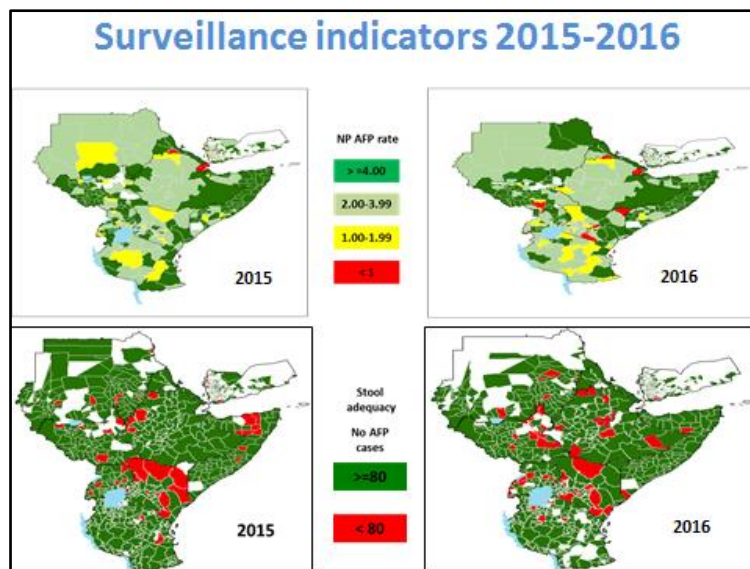 Surveillance indicators 2015-2016
NP AFP rate
> =4.00
2.00-3.99
1.00-1.99
<1
2015
2016
Stool
adequacy
No AFP
cases
>=80
< 80
2015
2016